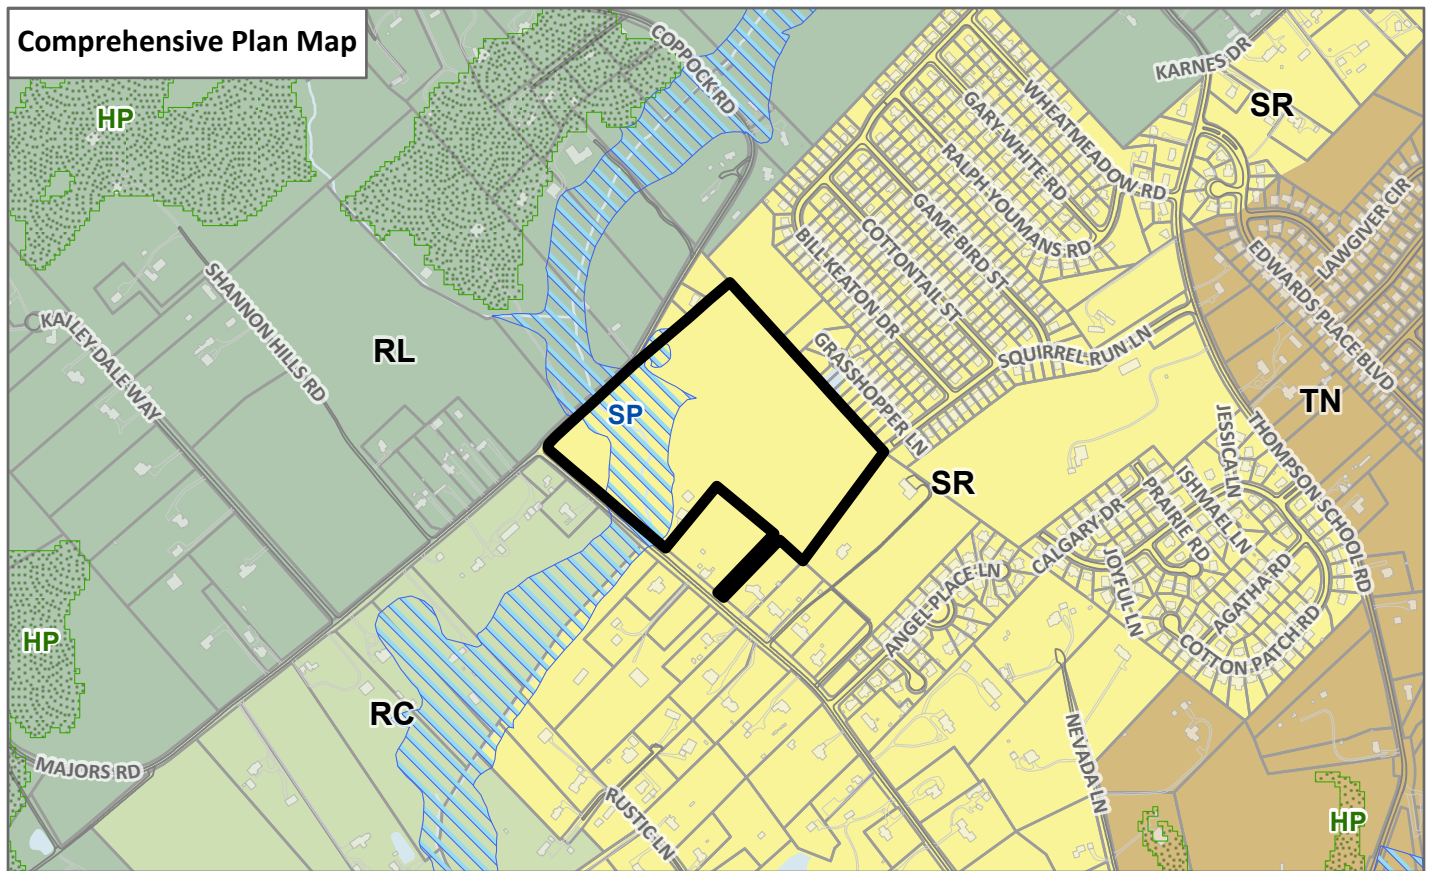 Comprehensive Plan Map
COPPOCK RD
KARNES DR
SR
HP
WHEATMEADOW RD
GARY WHITE RD
RALPH YOUMANS RD
GAME BIRD ST
COTTONTAIL ST
BILL KEATON DR
LAWGIVER CIR
EDWARDS PLACE BLVD
SHANNON HILLS RD
KAILEY DALE WAY
RL
GRASSHOPPER LN
SQUIRREL RUN LN
TN
SP
SR
JESSICA LN
THOMPSON SCHOOL RD
ISHMAEL LN
PRAIRIE RD
CALGARY DR
JOYFUL LN
AGATHA RD
COTTON PATCH RD
ANGEL PLACE LN
HP
RC
NEVADA LN
MAJORS RD
RUSTIC LN
HP